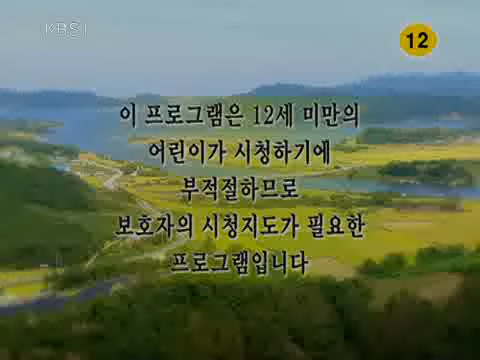 KBS1
12
이 프로그램은 12세 미만의
어린이가 시청하기에
부적절하므로
보호자의 시청지도가 필요한
프로그램입니다